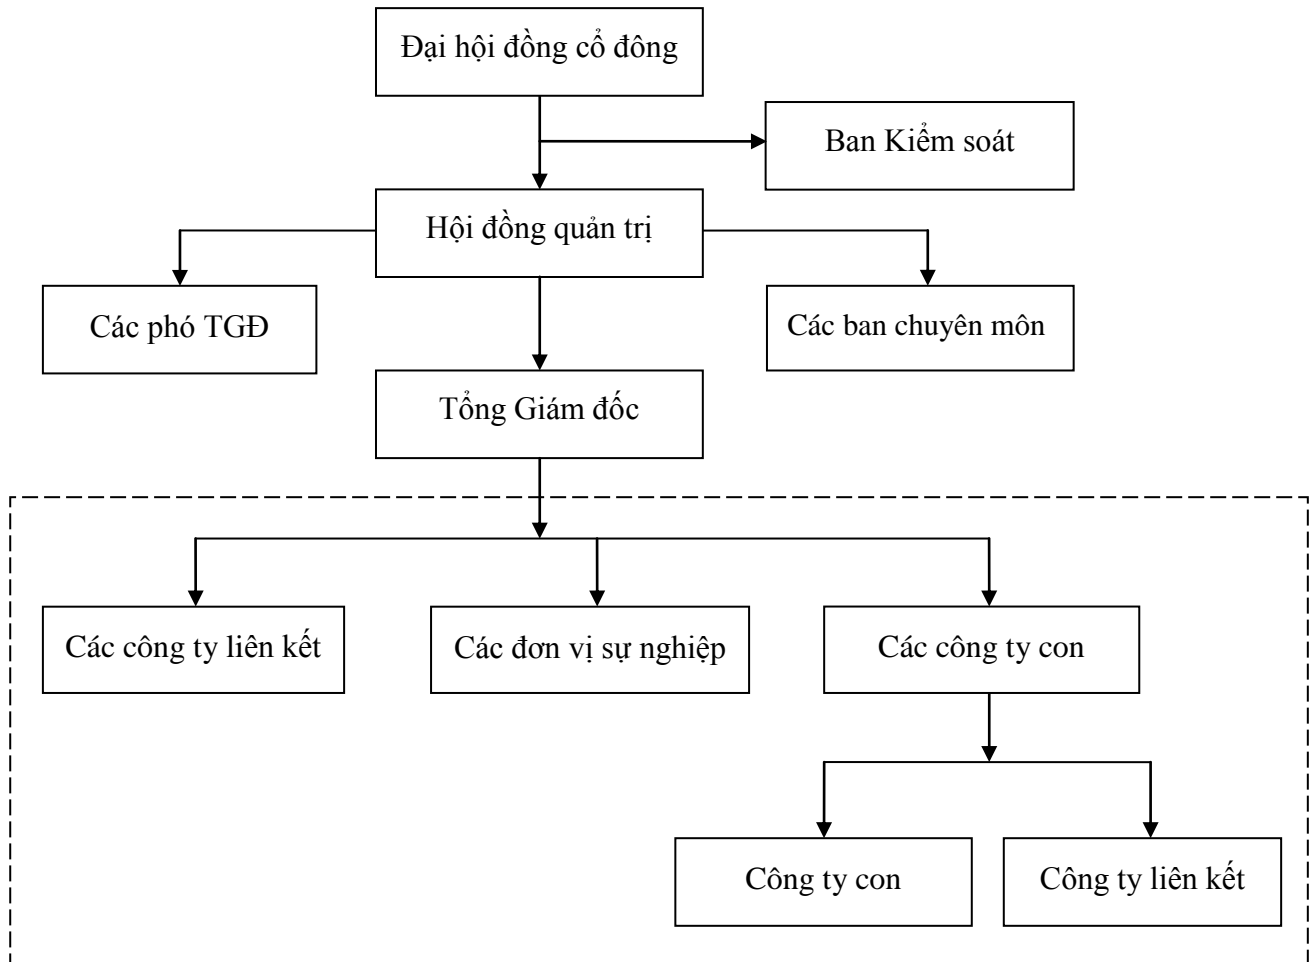 Đại hội đồng cổ đông
Ban Kiểm soát
Hội đồng quản trị
Các phó TGĐ
Các ban chuyên môn
Tổng Giám đốc
Các công ty liên kết
Các đơn vị sự nghiệp
Các công ty con
Công ty con
Công ty liên kết